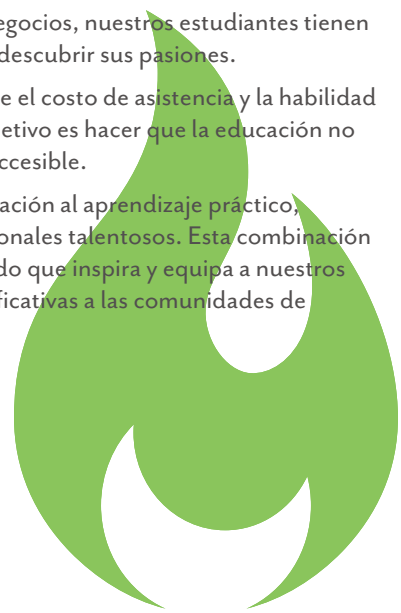 egocios, nuestros estudiantes tienen
descubrir sus pasiones.
e el costo de asistencia y la habilidad
etivo es hacer que la educación no
ccesible.
ación al aprendizaje práctico,
onales talentosos. Esta combinación
do que inspira y equipa a nuestros
ficativas a las comunidades de